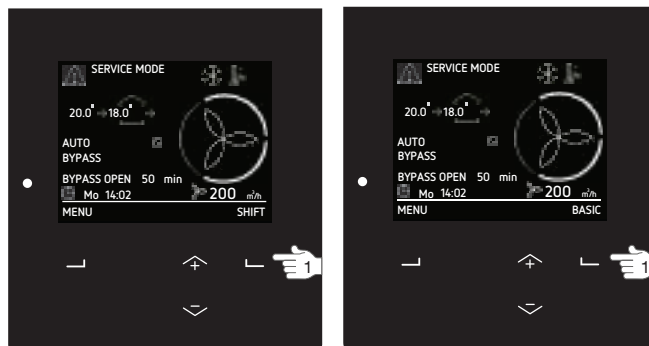 SERVICE MODE
20.0° 18.0°
AUTO
BYPASS
BYPASS OPEN 50 min
Mo 14:02 200 m³/h
MENU SHIFT
1
SERVICE MODE
20.0° 18.0°
AUTO
BYPASS
BYPASS OPEN 50 min
Mo 14:02 200 m³/h
MENU BASIC
1